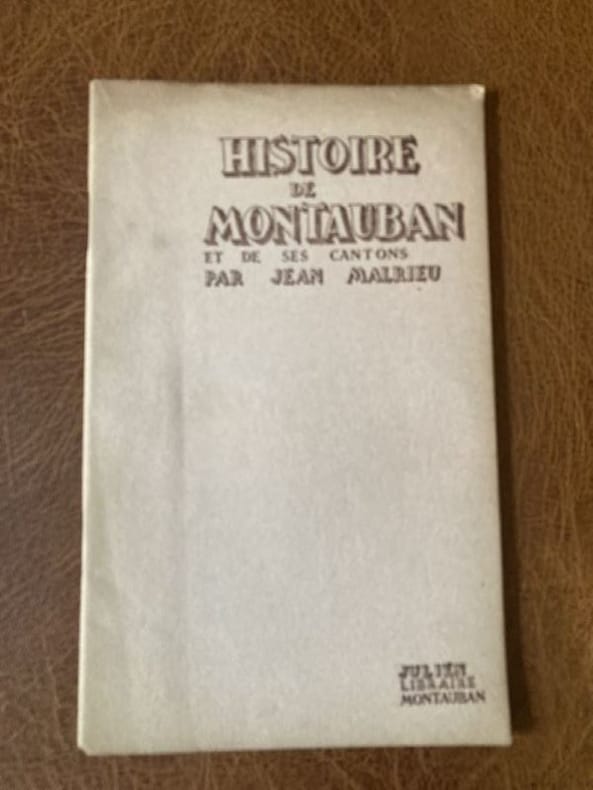 HISTOIRE
DE
MONTAUBAN
ET DE SES CANTONS
PAR JEAN MALRIEU
JULIEN
LIBRAIRE
MONTAUBAN